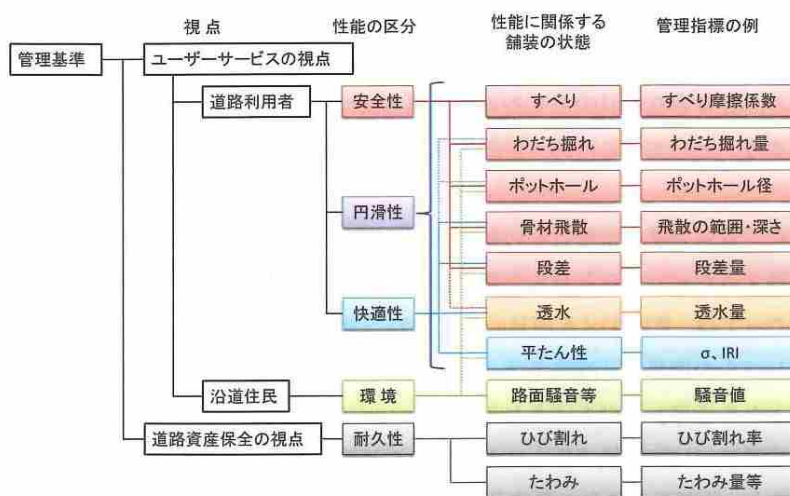 視 点
性能の区分
性能に関係する
舗装の状態
管理指標の例
管理基準
ユーザーサービスの視点
道路利用者
安全性
すべり
すべり摩擦係数
わだち掘れ
わだち掘れ量
ポットホール
ポットホール径
円滑性
骨材飛散
飛散の範囲・深さ
段差
段差量
快適性
透水
透水量
平たん性
σ、IRI
沿道住民
環 境
路面騒音等
騒音値
道路資産保全の視点
耐久性
ひび割れ
ひび割れ率
たわみ
たわみ量等